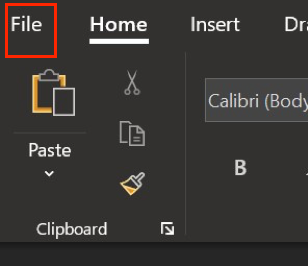 File Home Insert Dra
Calibri (Body
Paste
B
Clipboard